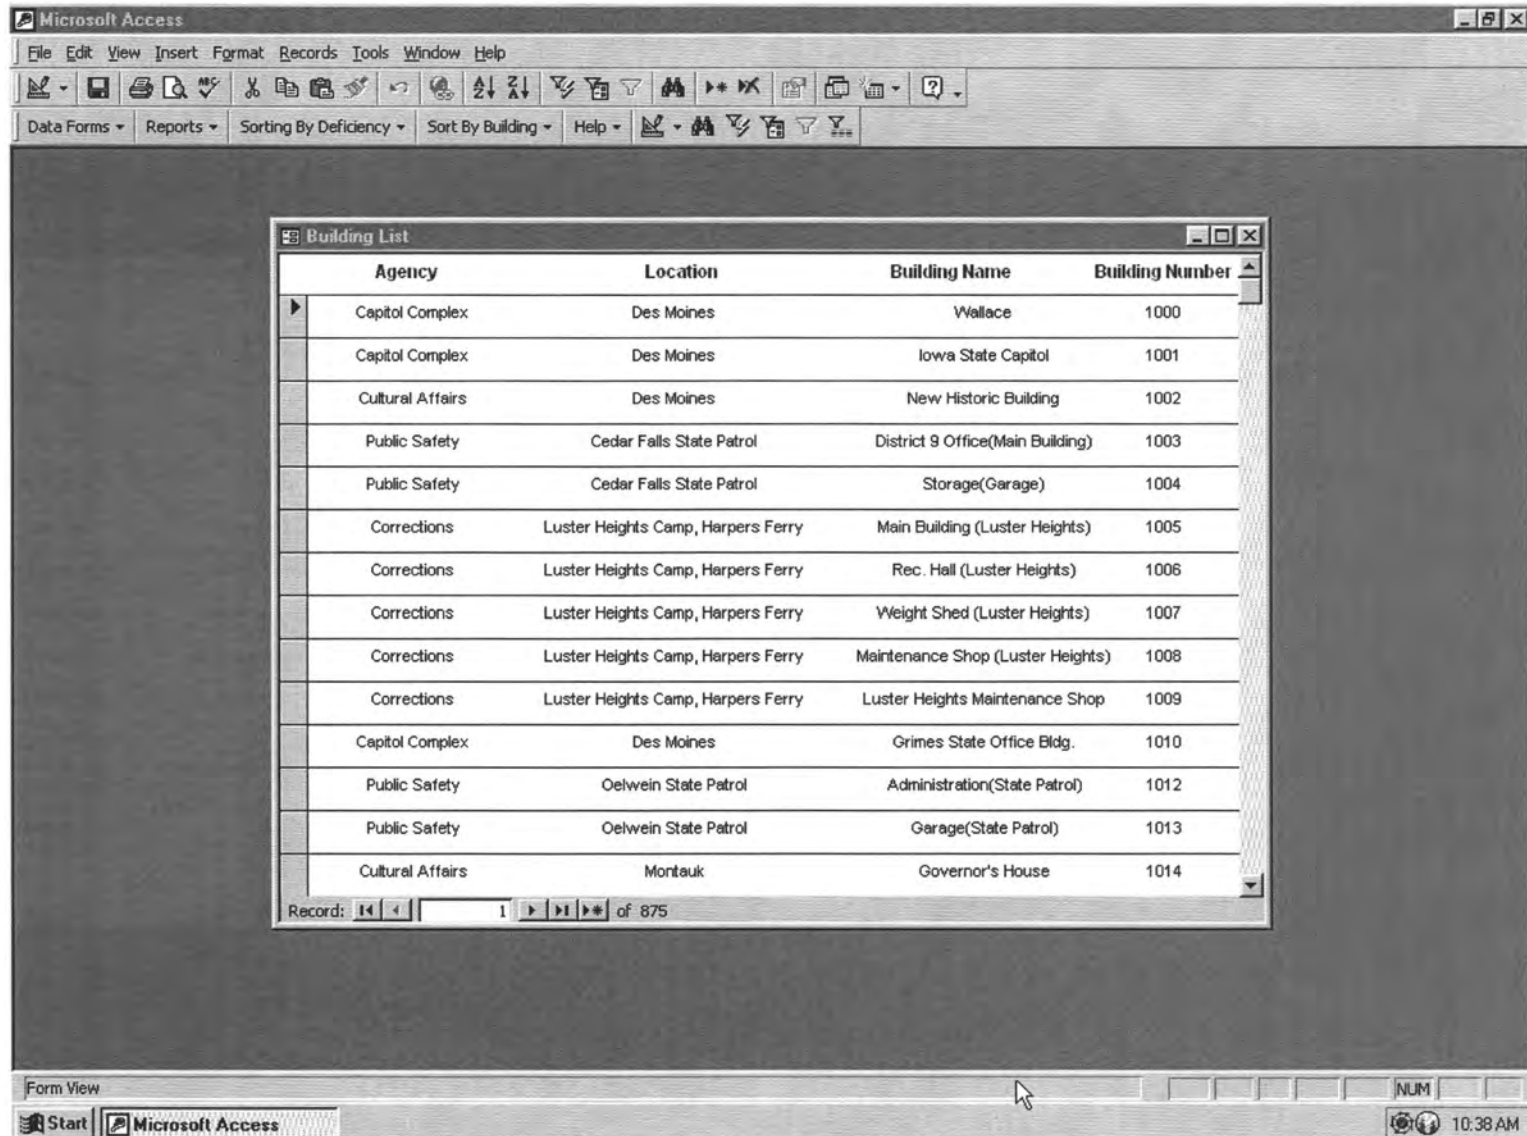 Microsoft Access
File Edit View Insert Format Records Tools Window Help
Data Forms Reports Sorting By Deficiency Sort By Building Help
Building List
Agency Location Building Name Building Number
Capitol Complex Des Moines Wallace 1000
Capitol Complex Des Moines Iowa State Capitol 1001
Cultural Affairs Des Moines New Historic Building 1002
Public Safety Cedar Falls State Patrol District 9 Office(Main Building) 1003
Public Safety Cedar Falls State Patrol Storage(Garage) 1004
Corrections Luster Heights Camp, Harpers Ferry Main Building (Luster Heights) 1005
Corrections Luster Heights Camp, Harpers Ferry Rec. Hall (Luster Heights) 1006
Corrections Luster Heights Camp, Harpers Ferry Weight Shed (Luster Heights) 1007
Corrections Luster Heights Camp, Harpers Ferry Maintenance Shop (Luster Heights) 1008
Corrections Luster Heights Camp, Harpers Ferry Luster Heights Maintenance Shop 1009
Capitol Complex Des Moines Grimes State Office Bldg. 1010
Public Safety Oelwein State Patrol Administration(State Patrol) 1012
Public Safety Oelwein State Patrol Garage(State Patrol) 1013
Cultural Affairs Montauk Governor's House 1014
Record: 1 of 875
Form View NUM
Start Microsoft Access 10:38 AM